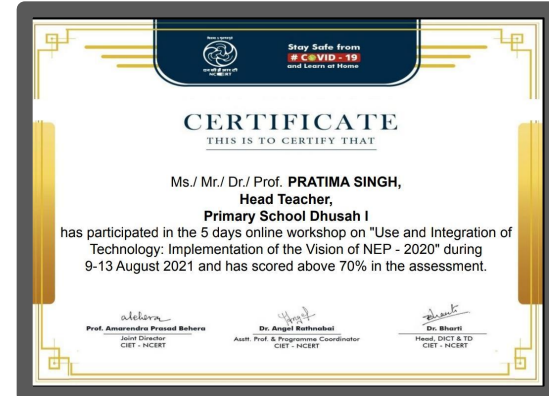 Stay Safe from
# COVID - 19
and Learn at Home
NCERT
CERTIFICATE
THIS IS TO CERTIFY THAT
Ms./ Mr./ Dr./ Prof. PRATIMA SINGH,
Head Teacher,
Primary School Dhusah I
has participated in the 5 days online workshop on "Use and Integration of
Technology: Implementation of the Vision of NEP - 2020" during
9-13 August 2021 and has scored above 70% in the assessment.
Prof. Amarendra Prasad Behera
Joint Director
CIET - NCERT
Dr. Angel Rathnabai
Asstt. Prof. & Programme Coordinator
CIET - NCERT
Dr. Bharti
Head, DICT & TD
CIET - NCERT